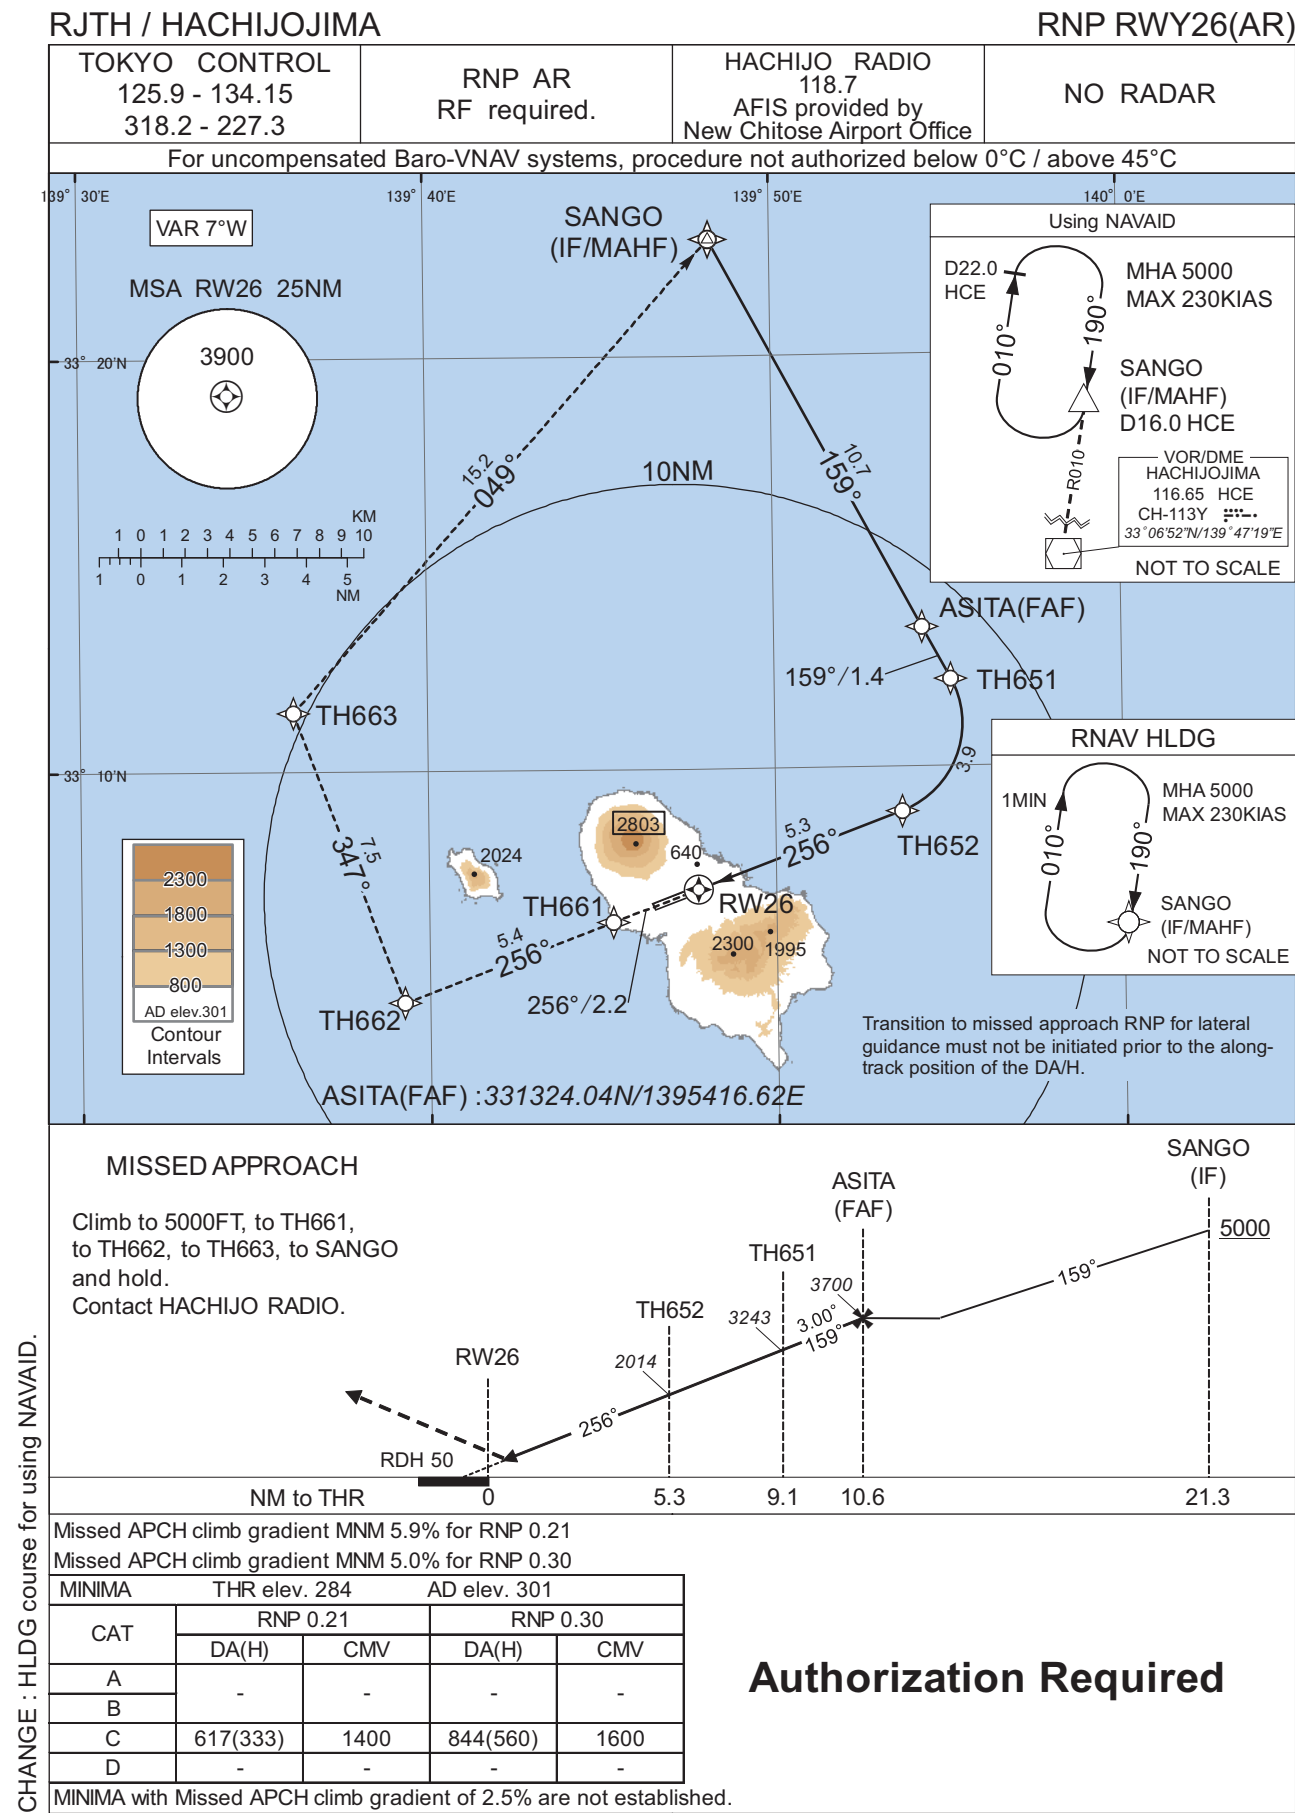 RJTH / HACHIJOJIMA
RNP RWY26(AR)
TOKYO CONTROL
125.9 - 134.15
318.2 - 227.3
RNP AR
RF required.
HACHIJO RADIO
118.7
AFIS provided by
New Chitose Airport Office
NO RADAR
For uncompensated Baro-VNAV systems, procedure not authorized below 0°C / above 45°C
139° 30'E
139° 40'E
139° 50'E
140° 0'E
VAR 7°W
MSA RW26 25NM
3900
33° 20'N
KM
1 0 1 2 3 4 5 6 7 8 9 10
1 0 1 2 3 4 5
NM
SANGO
(IF/MAHF)
15.2
049°
10NM
10.7
159°
Using NAVAID
D22.0
HCE
MHA 5000
MAX 230KIAS
010°
190°
SANGO
(IF/MAHF)
D16.0 HCE
R010
VOR/DME
HACHIJOJIMA
116.65 HCE
CH-113Y
33°06'52"N/139°47'19"E
NOT TO SCALE
ASITA(FAF)
159°/1.4
TH651
TH663
3.9
33° 10'N
RNAV HLDG
1MIN
MHA 5000
MAX 230KIAS
010°
190°
SANGO
(IF/MAHF)
NOT TO SCALE
7.5
347°
2803
2024
640
5.3
256°
TH652
TH661
RW26
2300
1995
5.4
256°
256°/2.2
TH662
2300
1800
1300
800
AD elev.301
Contour
Intervals
Transition to missed approach RNP for lateral
guidance must not be initiated prior to the along-
track position of the DA/H.
ASITA(FAF) :331324.04N/1395416.62E
MISSED APPROACH
Climb to 5000FT, to TH661,
to TH662, to TH663, to SANGO
and hold.
Contact HACHIJO RADIO.
SANGO
(IF)
5000
ASITA
(FAF)
159°
TH651
3700
3.00°
159°
3243
TH652
2014
RW26
256°
RDH 50
NM to THR
0
5.3
9.1
10.6
21.3
Missed APCH climb gradient MNM 5.9% for RNP 0.21
Missed APCH climb gradient MNM 5.0% for RNP 0.30
MINIMA THR elev. 284 AD elev. 301
CAT RNP 0.21 RNP 0.30
DA(H) CMV DA(H) CMV
A
B
- - - -
C 617(333) 1400 844(560) 1600
D - - - -
MINIMA with Missed APCH climb gradient of 2.5% are not established.
Authorization Required
CHANGE : HLDG course for using NAVAID.